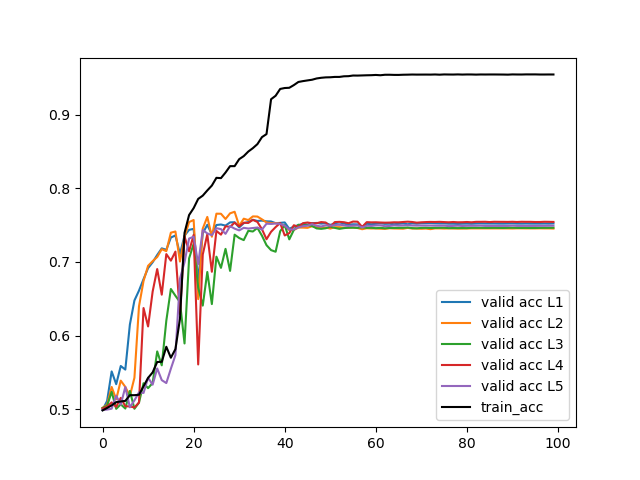 0.9
0.8
0.7
0.6
0.5
0 20 40 60 80 100
valid acc L1
valid acc L2
valid acc L3
valid acc L4
valid acc L5
train_acc